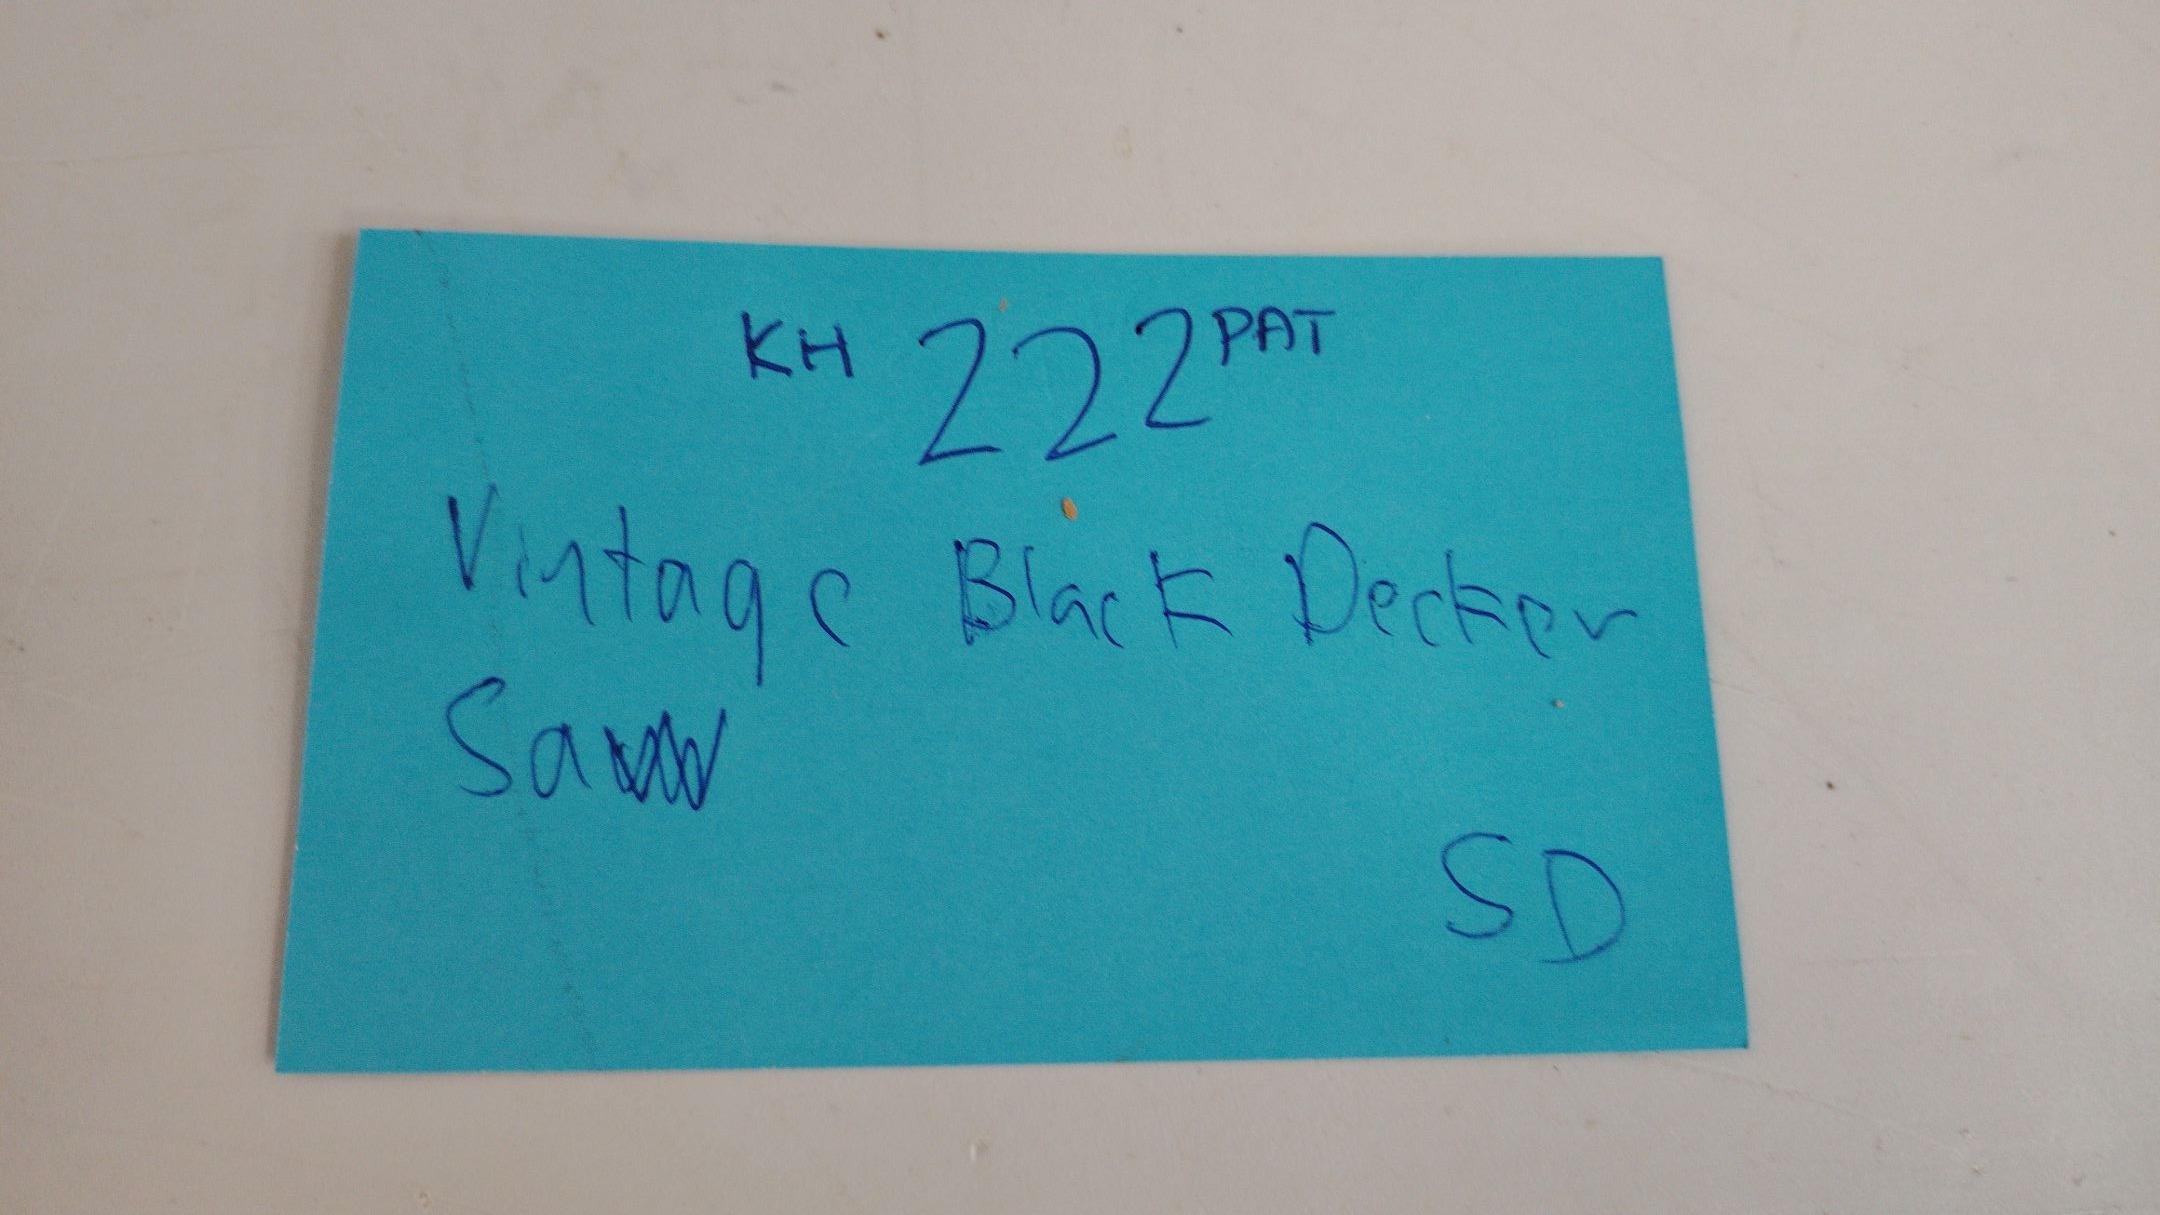 KH 222 PAT
Vintage Black Decker
Saw
SD